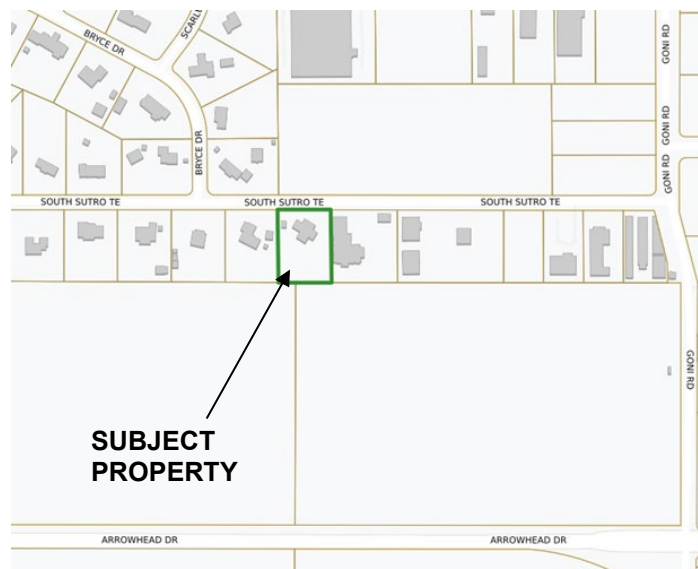 BRYCE DR
SCARL
GONI RD
GONI RD
GONI RD
BRYCE DR
SOUTH SUTRO TE
SOUTH SUTRO TE
SOUTH SUTRO TE
GONI RD
SUBJECT
PROPERTY
ARROWHEAD DR
ARROWHEAD DR